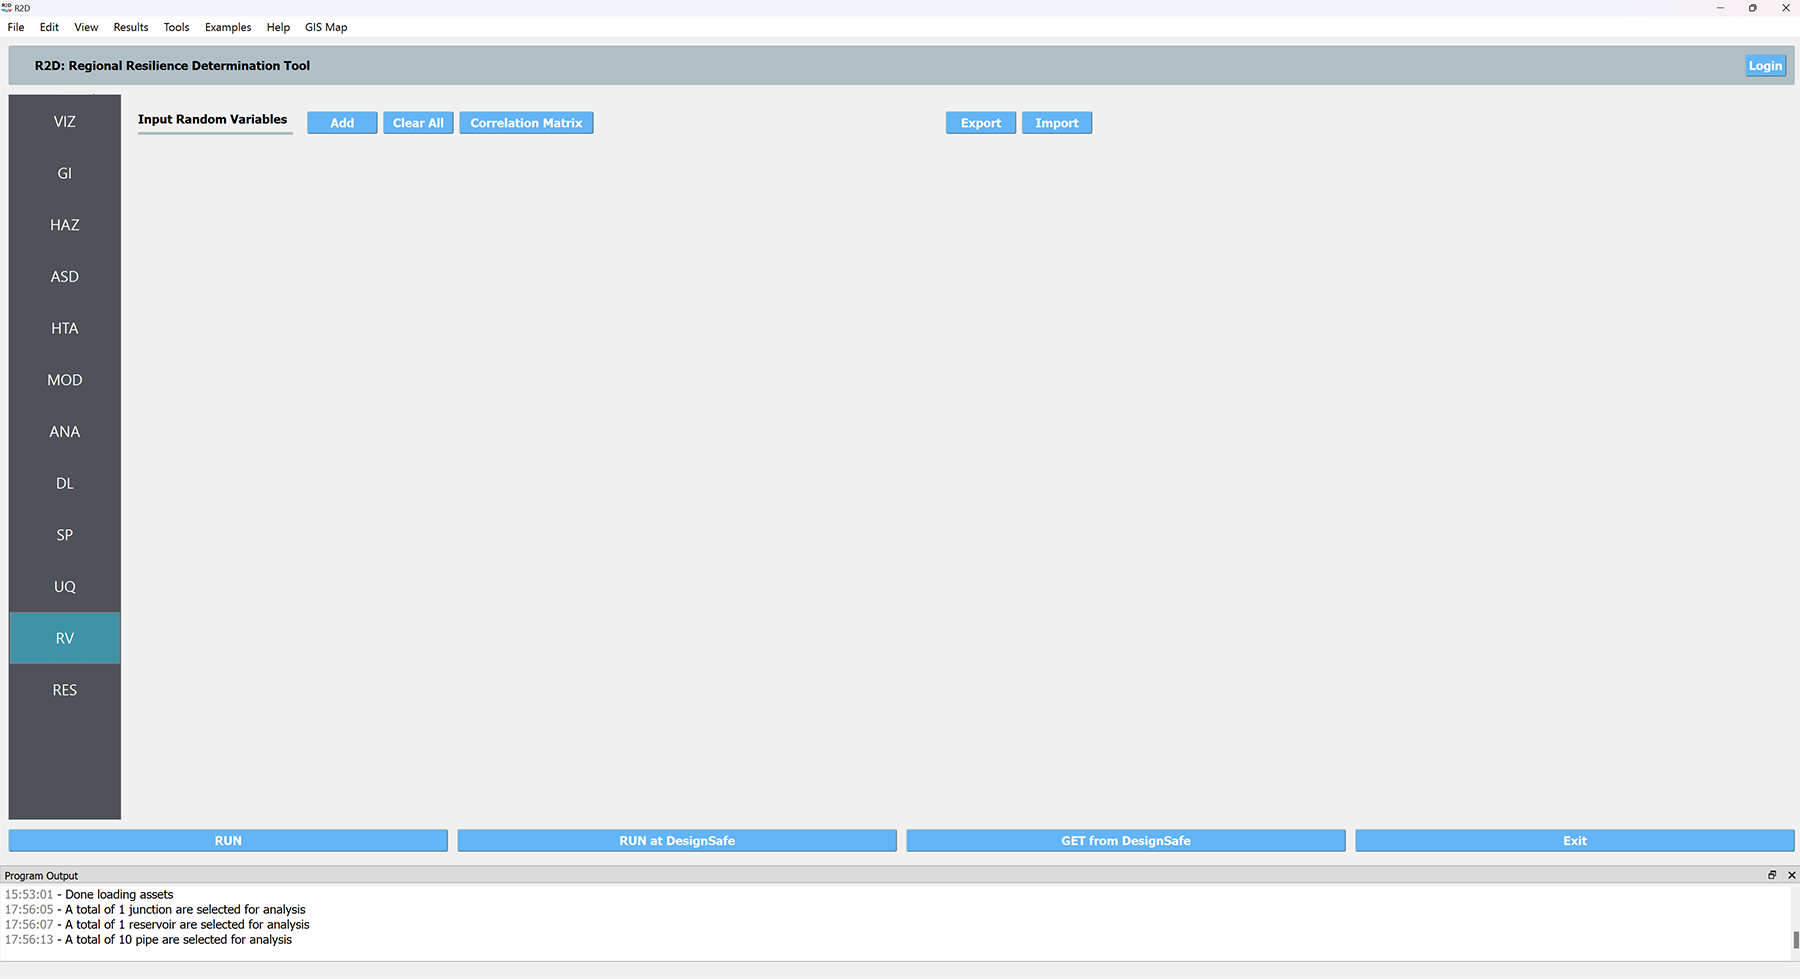 R2D
File Edit View Results Tools Examples Help GIS Map
R2D: Regional Resilience Determination Tool
Login
VIZ
GI
HAZ
ASD
HTA
MOD
ANA
DL
SP
UQ
RV
RES
Input Random Variables Add Clear All Correlation Matrix Export Import
RUN RUN at DesignSafe GET from DesignSafe Exit
Program Output
15:53:01 - Done loading assets
17:56:05 - A total of 1 junction are selected for analysis
17:56:07 - A total of 1 reservoir are selected for analysis
17:56:13 - A total of 10 pipe are selected for analysis